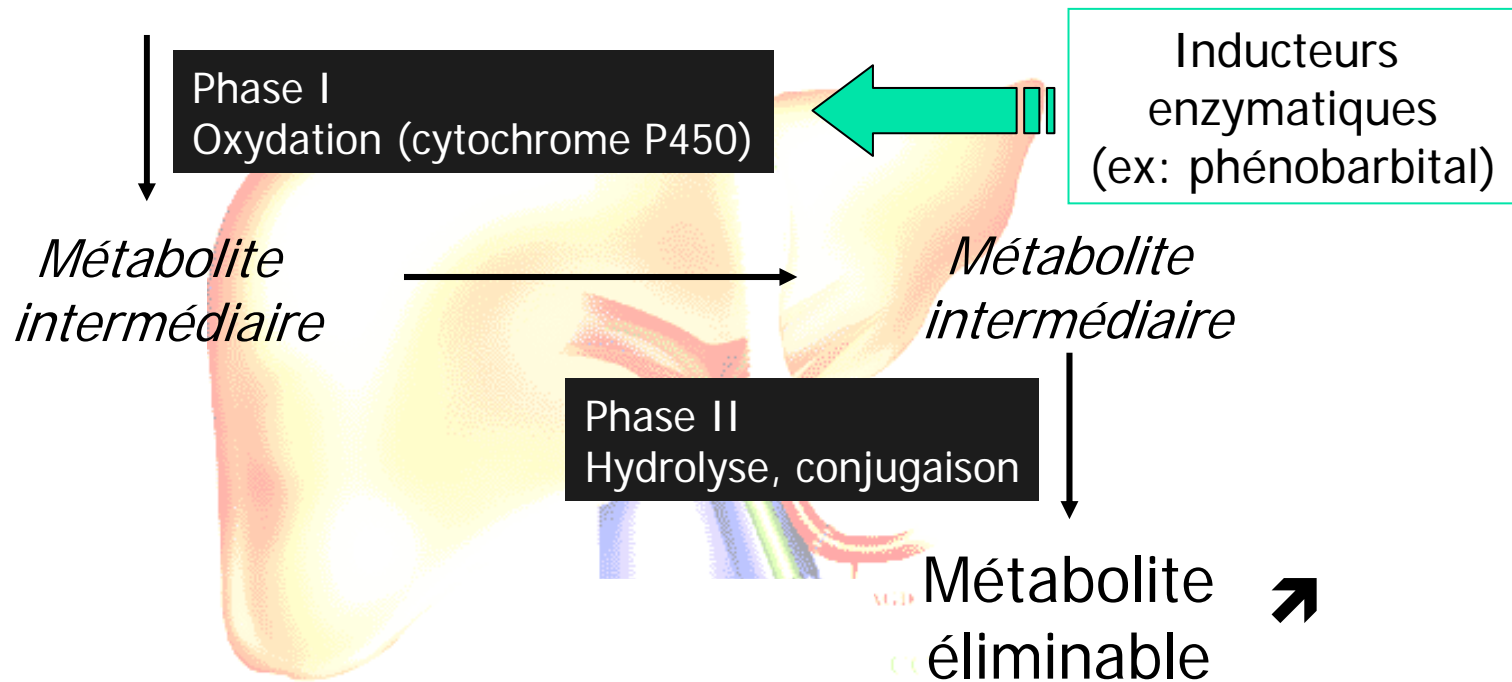 Phase I
Oxydation (cytochrome P450)
Inducteurs
enzymatiques
(ex: phénobarbital)
Métabolite
intermédiaire
Métabolite
intermédiaire
Phase II
Hydrolyse, conjugaison
Métabolite
éliminable